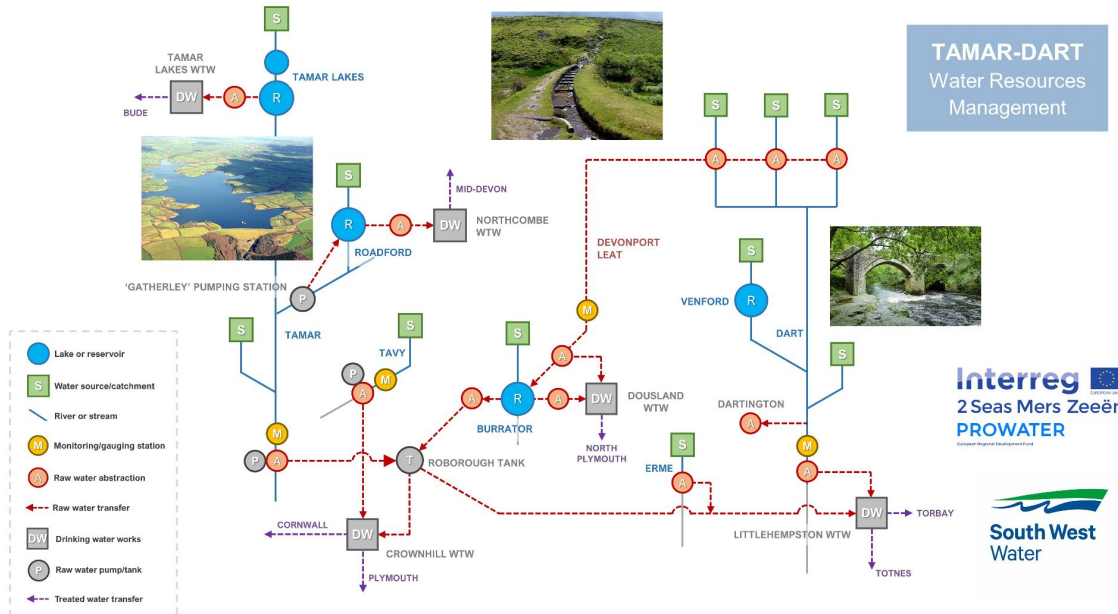 TAMAR-DART
Water Resources
Management
S
TAMAR
LAKES WTW
TAMAR LAKES
DW
A
R
BUDE
S
S
S
A
A
A
S
MID-DEVON
R
A
DW
NORTHCOMBE
WTW
ROADFORD
DEVONPORT
LEAT
'GATHERLEY' PUMPING STATION
P
S
VENFORD
R
M
DART
S
TAMAR
S
TAVY
S
S
P
M
A
A
A
R
A
DW
DOUSLAND
WTW
BURRATOR
NORTH
PLYMOUTH
DARTINGTON
A
M
P
A
T
ROBOROUGH TANK
S
ERME
A
M
A
DW
TORBAY
LITTLEHEMPSTON WTW
TOTNES
CORNWALL
DW
CROWNHILL WTW
PLYMOUTH
Lake or reservoir
S
Water source/catchment
River or stream
M
Monitoring/gauging station
A
Raw water abstraction
Raw water transfer
DW
Drinking water works
P
Raw water pump/tank
Treated water transfer
Interreg
EUROPEAN UN
2 Seas Mers Zeeër
PROWATER
European Regional Development Fund
South West
Water